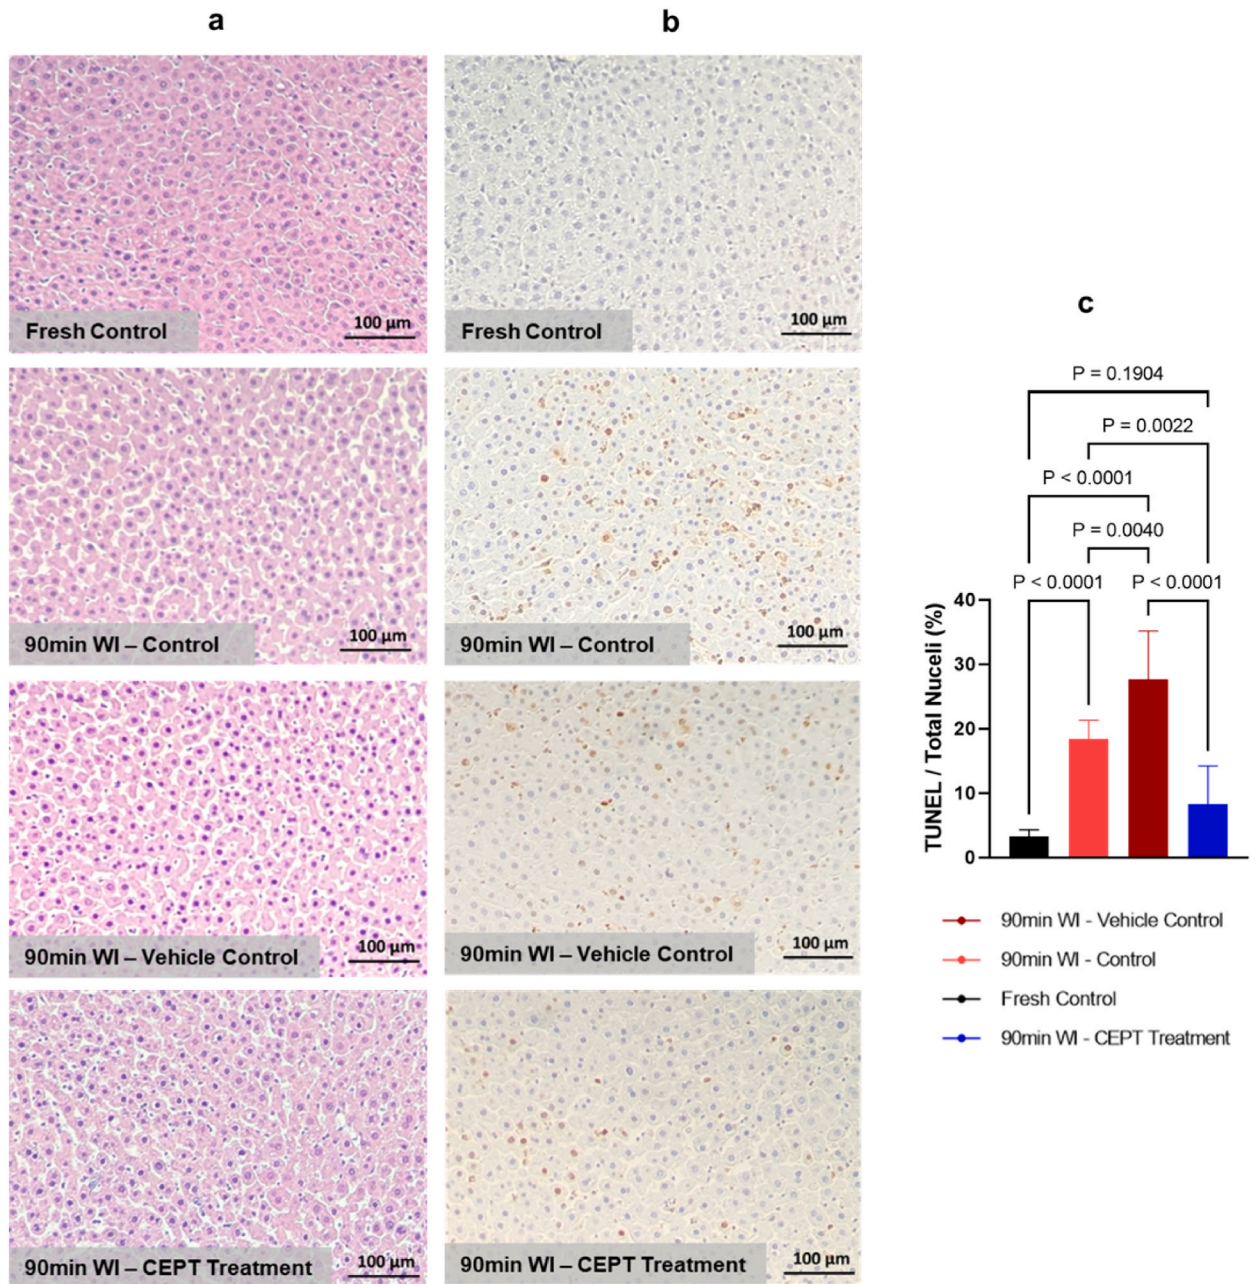 a
b
Fresh Control
100 µm
Fresh Control
100 µm
90min WI – Control
100 µm
90min WI – Control
100 µm
90min WI – Vehicle Control
100 µm
90min WI – Vehicle Control
100 µm
90min WI – CEPT Treatment
100 µm
90min WI – CEPT Treatment
100 µm
c
P = 0.1904
P = 0.0022
P < 0.0001
P = 0.0040
P < 0.0001
P < 0.0001
TUNEL / Total Nuceli (%)
40
30
20
10
0
90min WI - Vehicle Control
90min WI - Control
Fresh Control
90min WI - CEPT Treatment